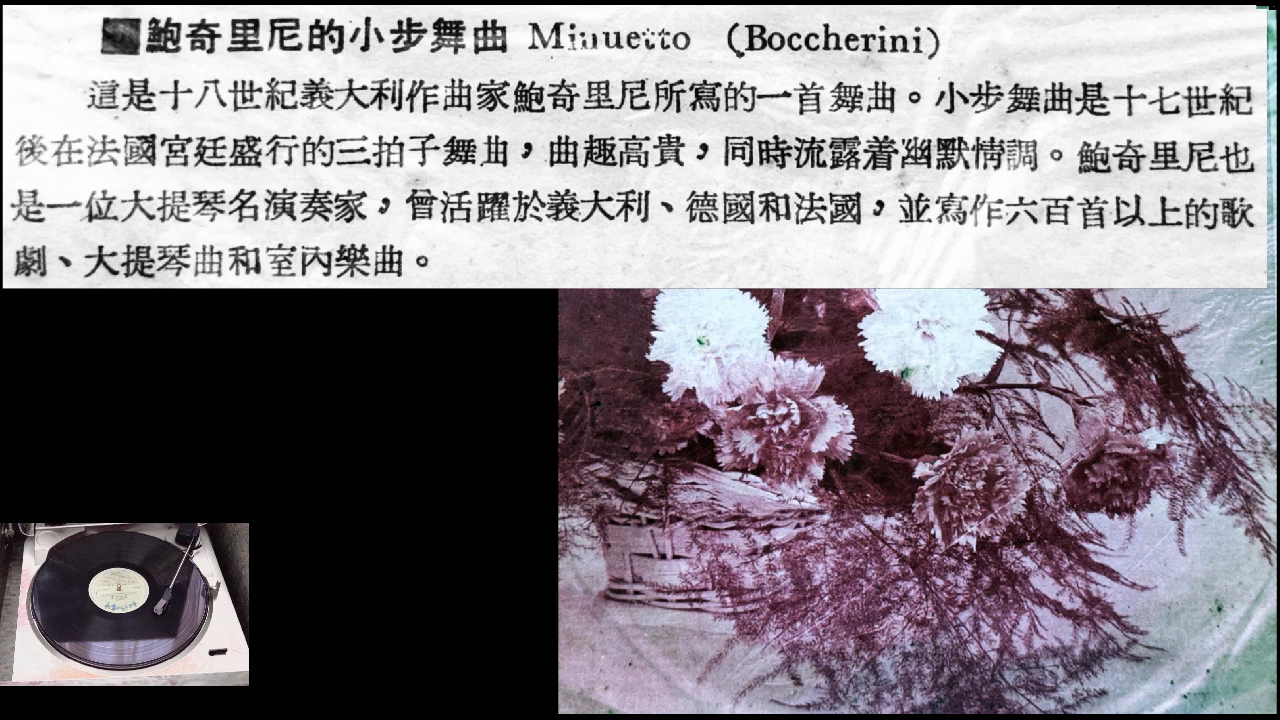 ■鮑奇里尼的小步舞曲 Minuetto (Boccherini)
這是十八世紀義大利作曲家鮑奇里尼所寫的一首舞曲。小步舞曲是十七世紀
後在法國宮廷盛行的三拍子舞曲，曲趣高貴，同時流露着幽默情調。鮑奇里尼也
是一位大提琴名演奏家，曾活躍於義大利、德國和法國，並寫作六百首以上的歌
劇、大提琴曲和室內樂曲。